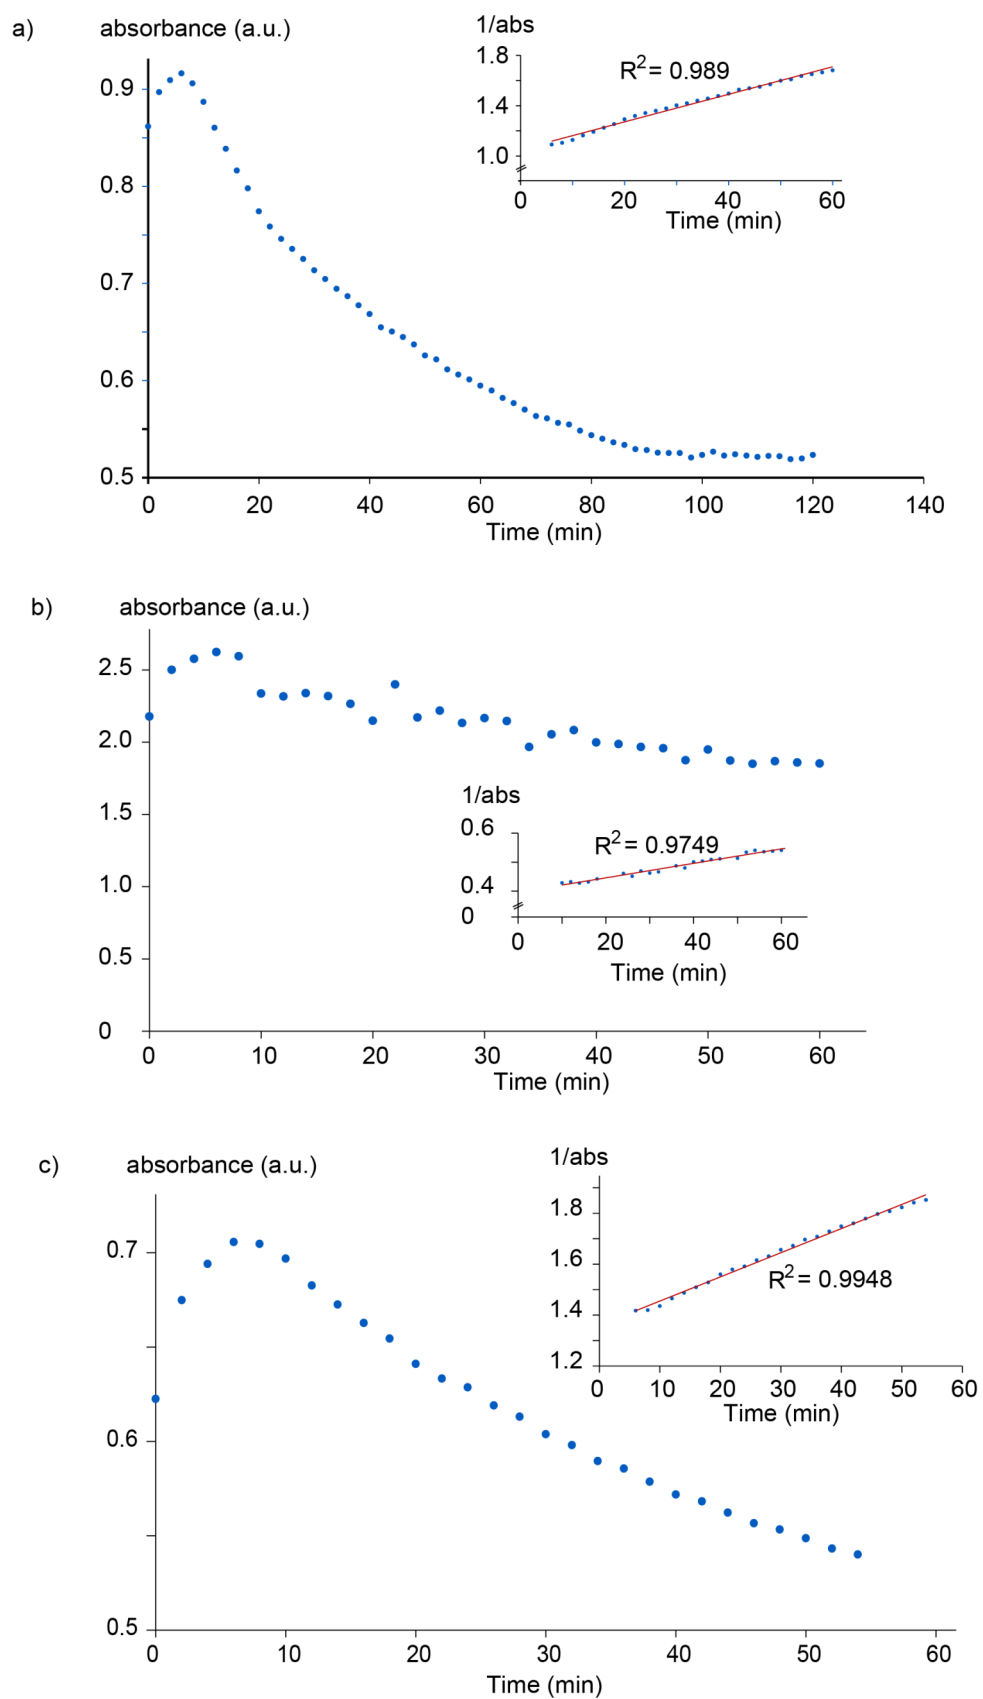 a)
absorbance (a.u.)
0.9
0.8
0.7
0.6
0.5
0 20 40 60 80 100 120 140
Time (min)
1/abs
1.8
1.4
1.0
R2 = 0.989
0 20 40 60
Time (min)
b)
absorbance (a.u.)
2.5
2.0
1.5
1.0
0.5
0
0 10 20 30 40 50 60
Time (min)
1/abs
0.6
0.4
0
R2 = 0.9749
0 20 40 60
Time (min)
c)
absorbance (a.u.)
0.7
0.6
0.5
0 10 20 30 40 50 60
Time (min)
1/abs
1.8
1.6
1.4
1.2
R2 = 0.9948
0 10 20 30 40 50 60
Time (min)